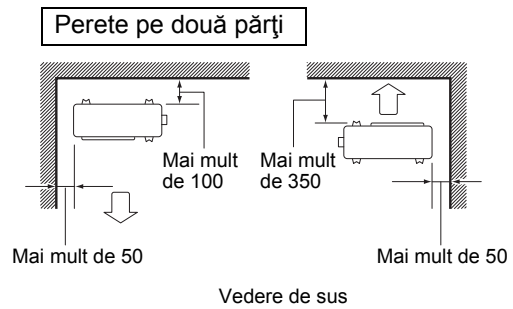 Perete pe două părţi
Mai mult
de 100
Mai mult
de 350
Mai mult de 50
Mai mult de 50
Vedere de sus